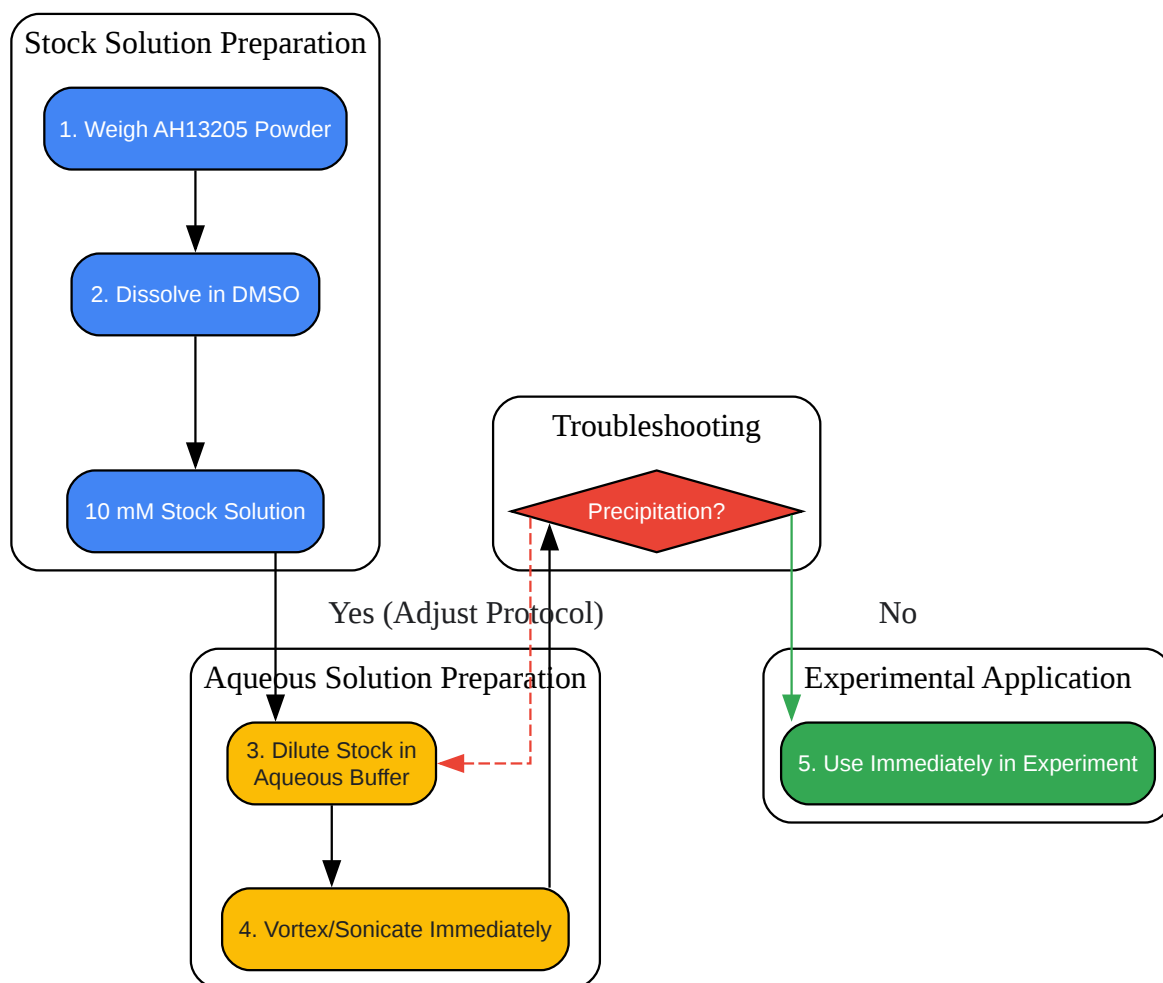 Stock Solution Preparation
1. Weigh AH13205 Powder
2. Dissolve in DMSO
10 mM Stock Solution
Troubleshooting
Precipitation?
Yes (Adjust Protocol)
No
Aqueous Solution Preparation
3. Dilute Stock in
Aqueous Buffer
4. Vortex/Sonicate Immediately
Experimental Application
5. Use Immediately in Experiment